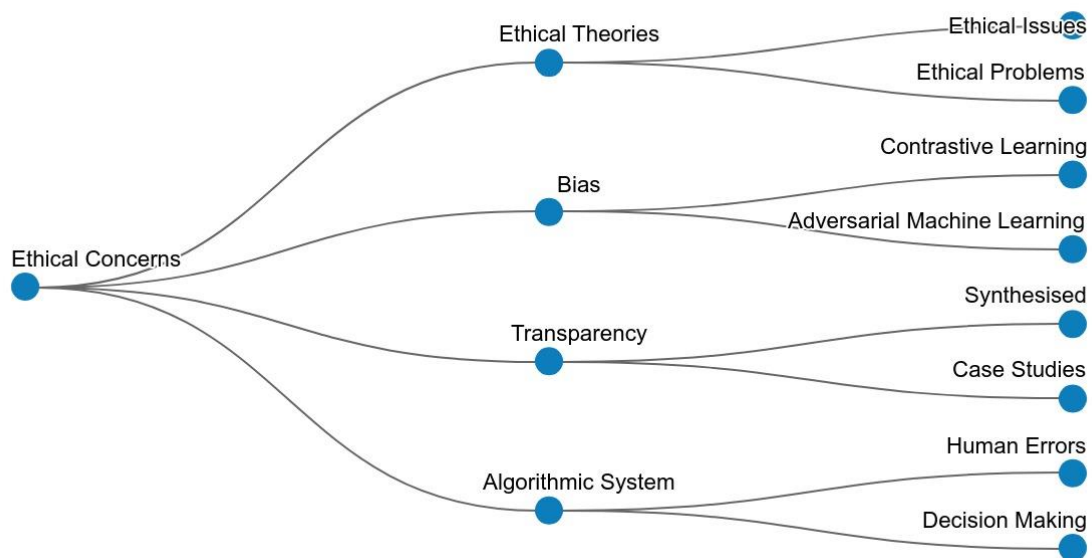 Ethical Concerns
Ethical Theories
Ethical Issues
Ethical Problems
Bias
Contrastive Learning
Adversarial Machine Learning
Transparency
Synthesised
Case Studies
Algorithmic System
Human Errors
Decision Making